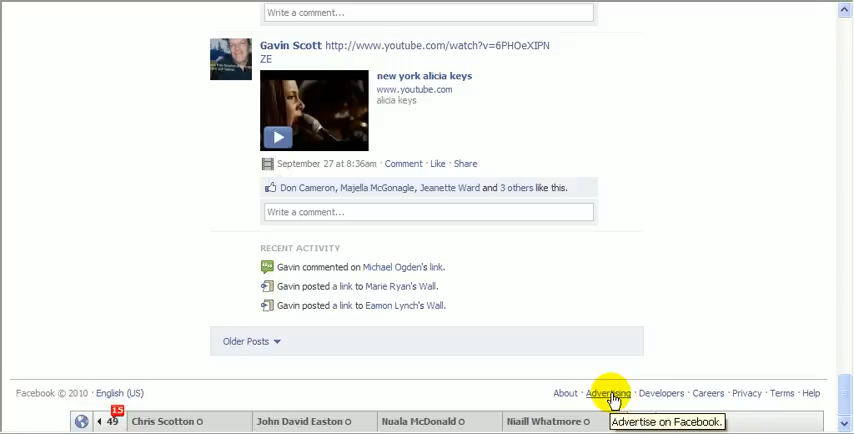 Write a comment...
Gavin Scott http://www.youtube.com/watch?v=6PHOeXIPN
ZE
new york alicia keys
www.youtube.com
alicia keys
September 27 at 8:36am · Comment · Like · Share
Don Cameron, Majella McGonagle, Jeanette Ward and 3 others like this.
Write a comment...
RECENT ACTIVITY
Gavin commented on Michael Ogden's link.
Gavin posted a link to Marie Ryan's Wall.
Gavin posted a link to Eamon Lynch's Wall.
Older Posts
Facebook © 2010 · English (US)
About · Advertising · Developers · Careers · Privacy · Terms · Help
15
49
Chris Scotton
John David Easton
Nuala McDonald
Niaill Whatmore
Advertise on Facebook.